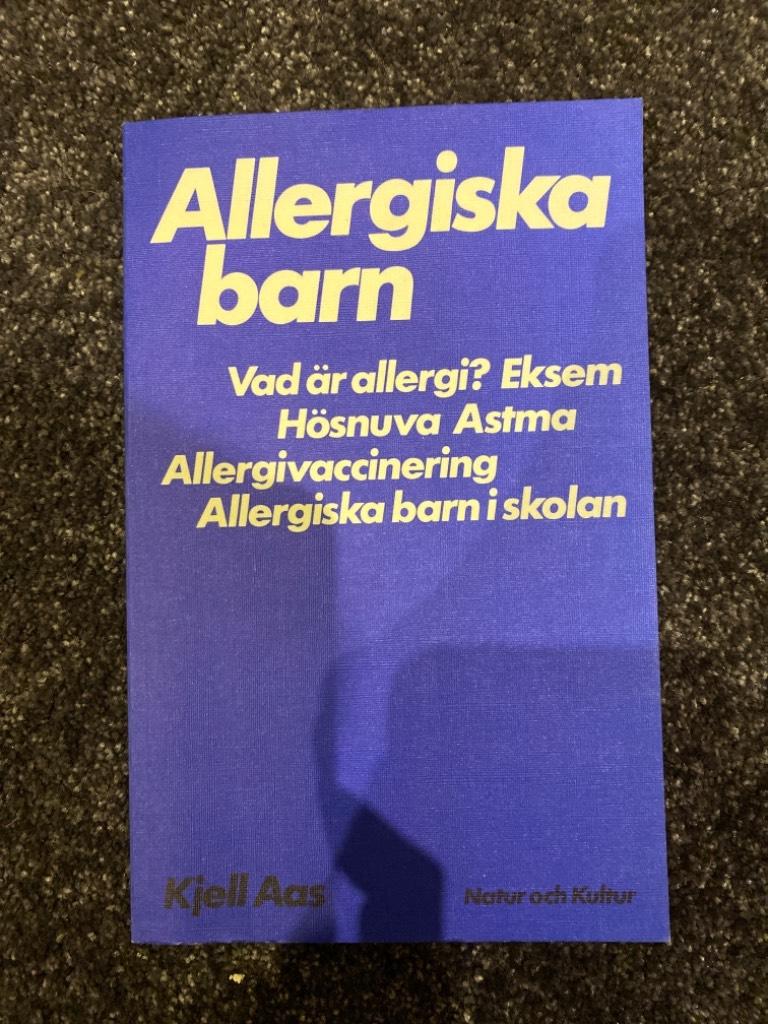 Allergiska
barn
Vad är allergi? Eksem
Hösnuva Astma
Allergivaccinering
Allergiska barn i skolan
Kjell Aas
Natur och Kultur